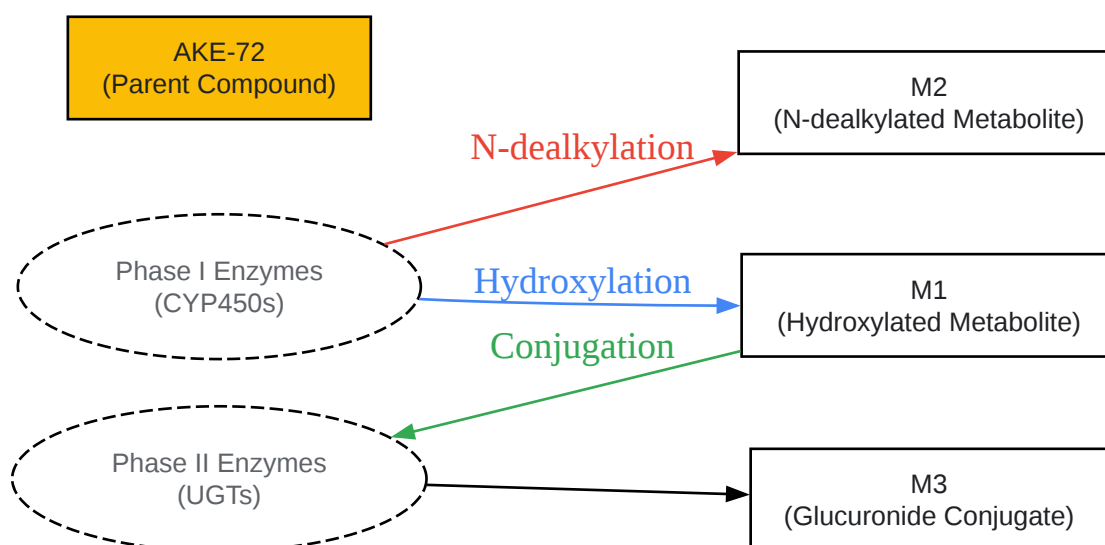 AKE-72
(Parent Compound)
M2
(N-dealkylated Metabolite)
N-dealkylation
Phase I Enzymes
(CYP450s)
Hydroxylation
M1
(Hydroxylated Metabolite)
Conjugation
Phase II Enzymes
(UGTs)
M3
(Glucuronide Conjugate)